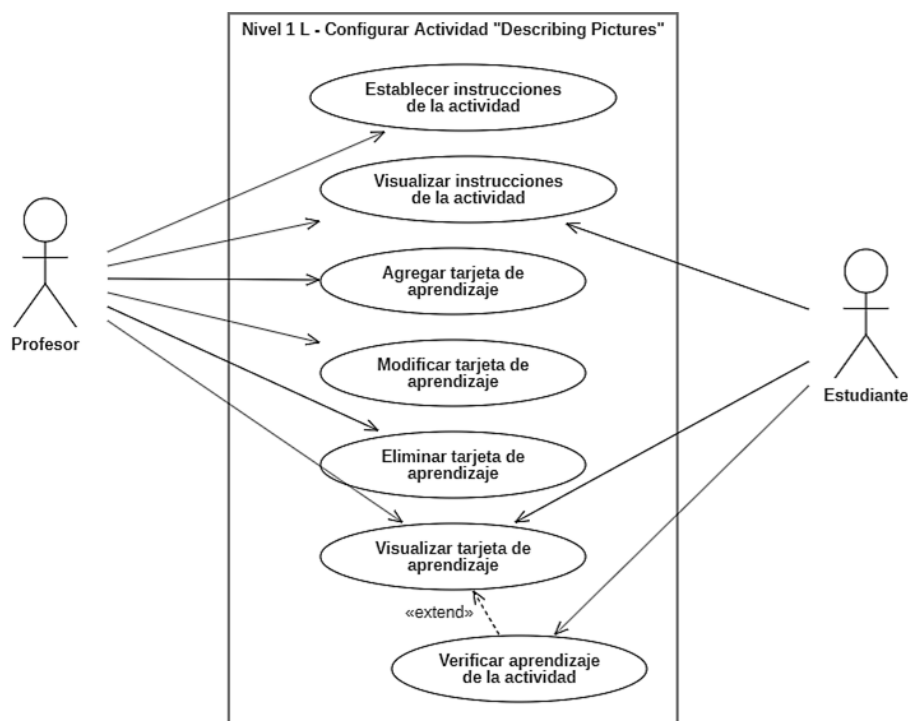 Nivel 1 L - Configurar Actividad "Describing Pictures"
Establecer instrucciones
de la actividad
Visualizar instrucciones
de la actividad
Agregar tarjeta de
aprendizaje
Profesor
Modificar tarjeta de
aprendizaje
Estudiante
Eliminar tarjeta de
aprendizaje
Visualizar tarjeta de
aprendizaje
«extend»
Verificar aprendizaje
de la actividad